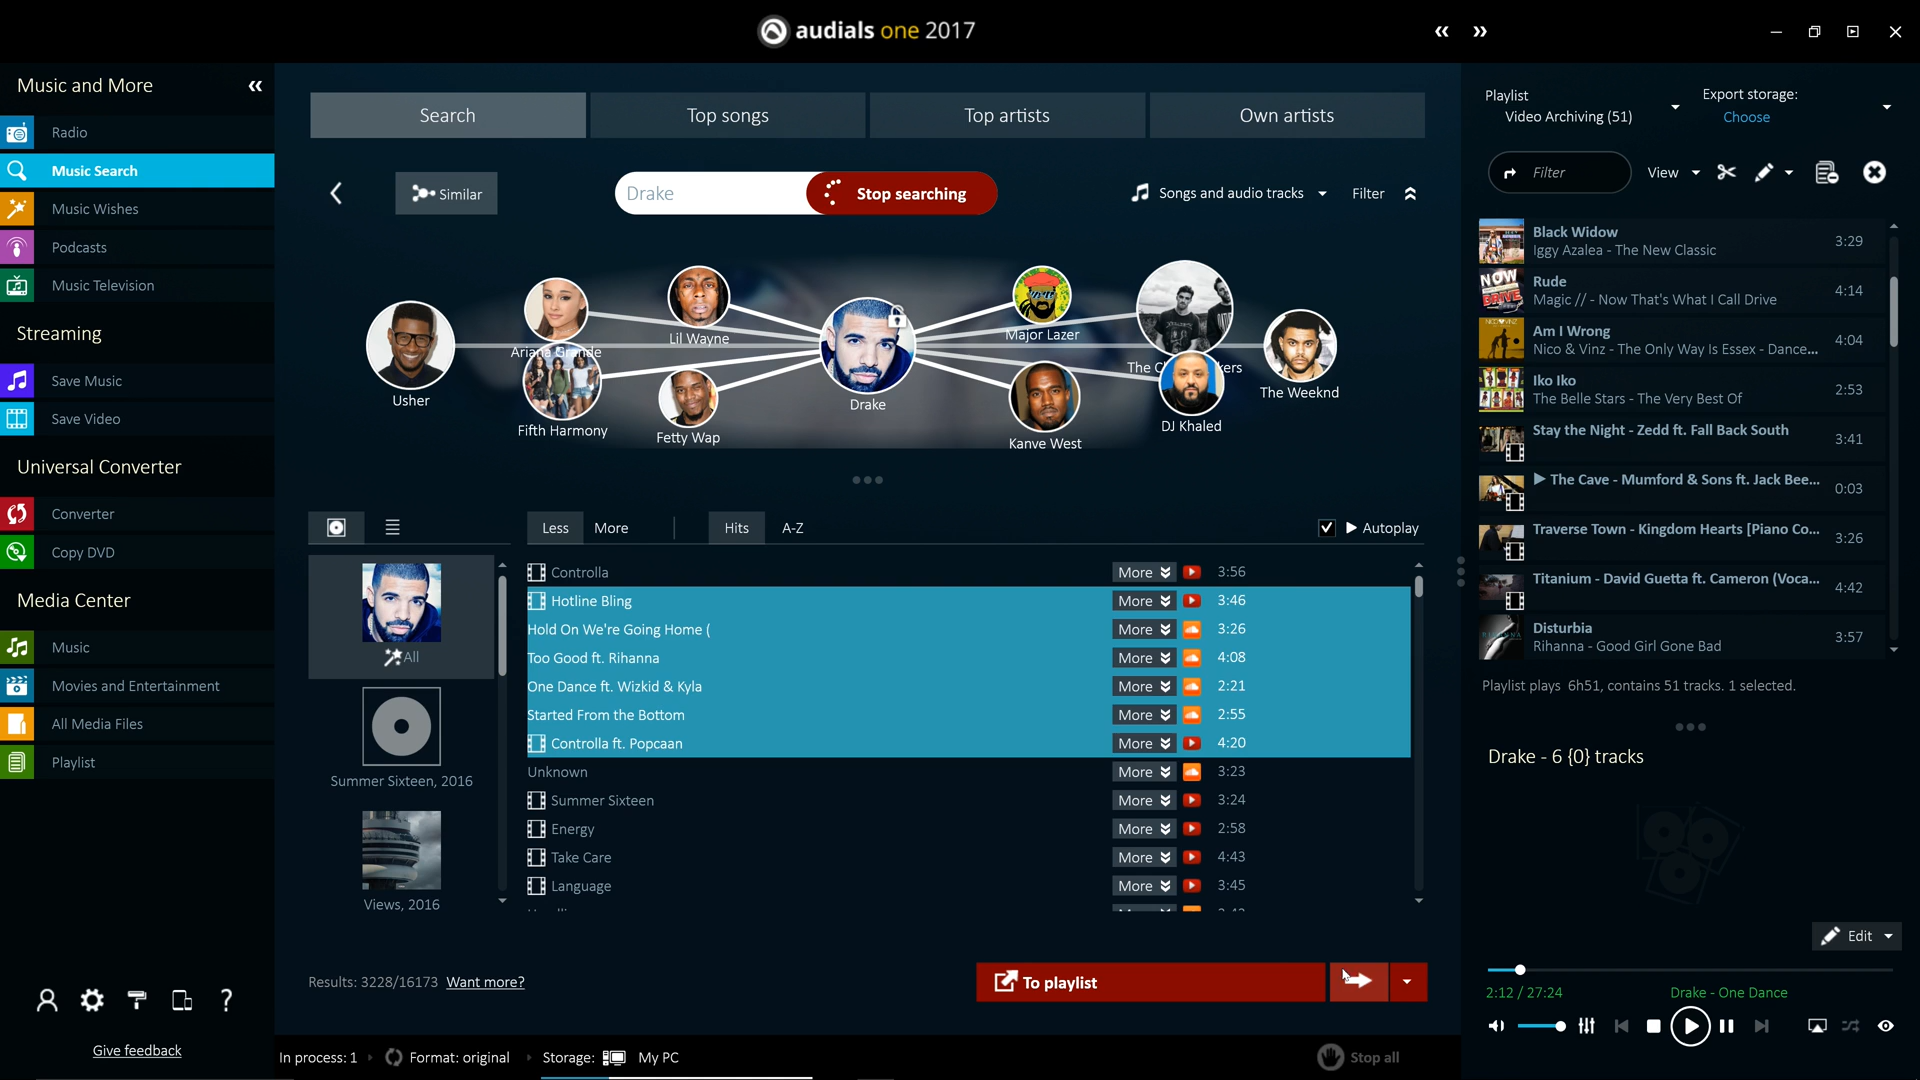 audials one 2017
Music and More
Radio
Music Search
Music Wishes
Podcasts
Music Television
Streaming
Save Music
Save Video
Universal Converter
Converter
Copy DVD
Media Center
Music
Movies and Entertainment
All Media Files
Playlist
Give feedback
Search
Top songs
Top artists
Own artists
Similar
Drake
Stop searching
Songs and audio tracks
Filter
Usher
Ariana Grande
Fifth Harmony
Lil Wayne
Fetty Wap
Drake
Major Lazer
Kanye West
DJ Khaled
The Weeknd
Less
More
Hits
A-Z
Autoplay
All
Summer Sixteen, 2016
Views, 2016
Controlla More 3:56
Hotline Bling More 3:46
Hold On We're Going Home ( More 3:26
Too Good ft. Rihanna More 4:08
One Dance ft. Wizkid & Kyla More 2:21
Started From the Bottom More 2:55
Controlla ft. Popcaan More 4:20
Unknown More 3:23
Summer Sixteen More 3:24
Energy More 2:58
Take Care More 4:43
Language More 3:45
Results: 3228/16173 Want more?
To playlist
In process: 1
Format: original
Storage: My PC
Stop all
Playlist
Video Archiving (51)
Export storage:
Choose
Filter
View
Black Widow
Iggy Azalea - The New Classic 3:29
Rude
Magic // - Now That's What I Call Drive 4:14
Am I Wrong
Nico & Vinz - The Only Way Is Essex - Dance... 4:04
Iko Iko
The Belle Stars - The Very Best Of 2:53
Stay the Night - Zedd ft. Fall Back South 3:41
The Cave - Mumford & Sons ft. Jack Bee... 0:03
Traverse Town - Kingdom Hearts [Piano Co... 3:26
Titanium - David Guetta ft. Cameron (Voca... 4:42
Disturbia
Rihanna - Good Girl Gone Bad 3:57
Playlist plays 6h51, contains 51 tracks. 1 selected.
Drake - 6 {0} tracks
Edit
2:12 / 27:24
Drake - One Dance